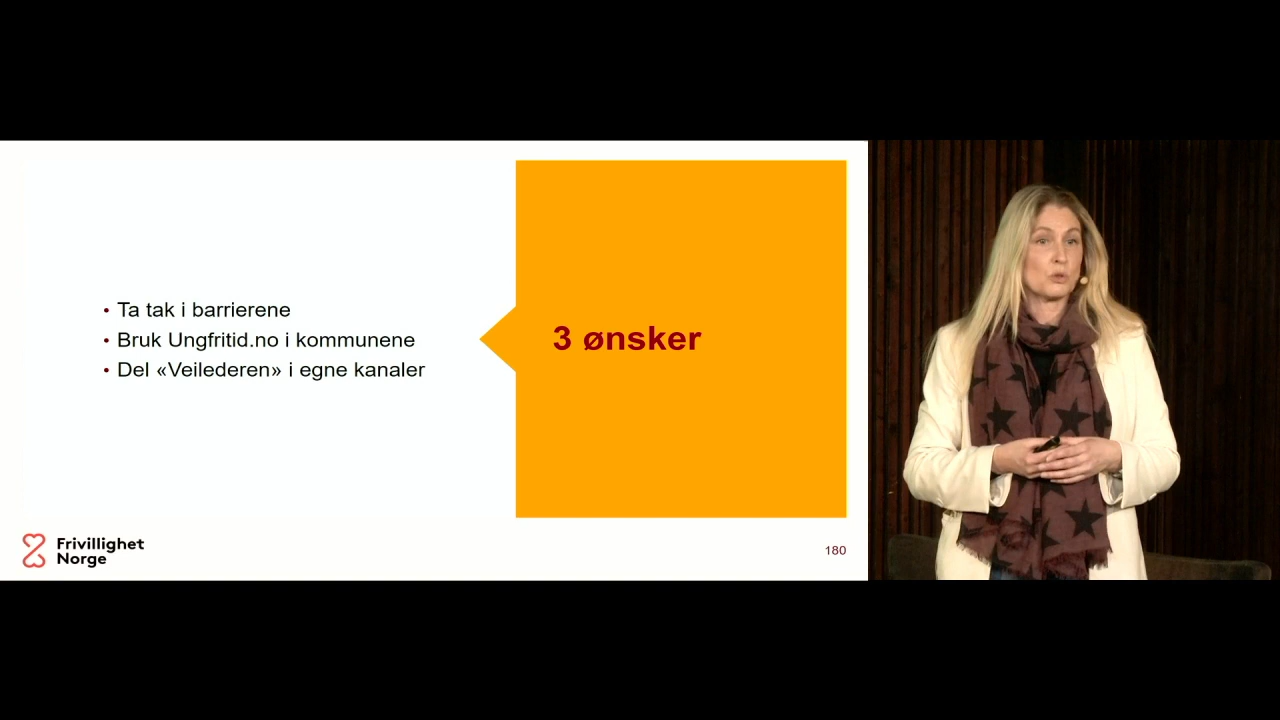 • Ta tak i barrierene
• Bruk Ungfritid.no i kommunene
• Del «Veilederen» i egne kanaler
3 ønsker
Frivillighet
Norge
180